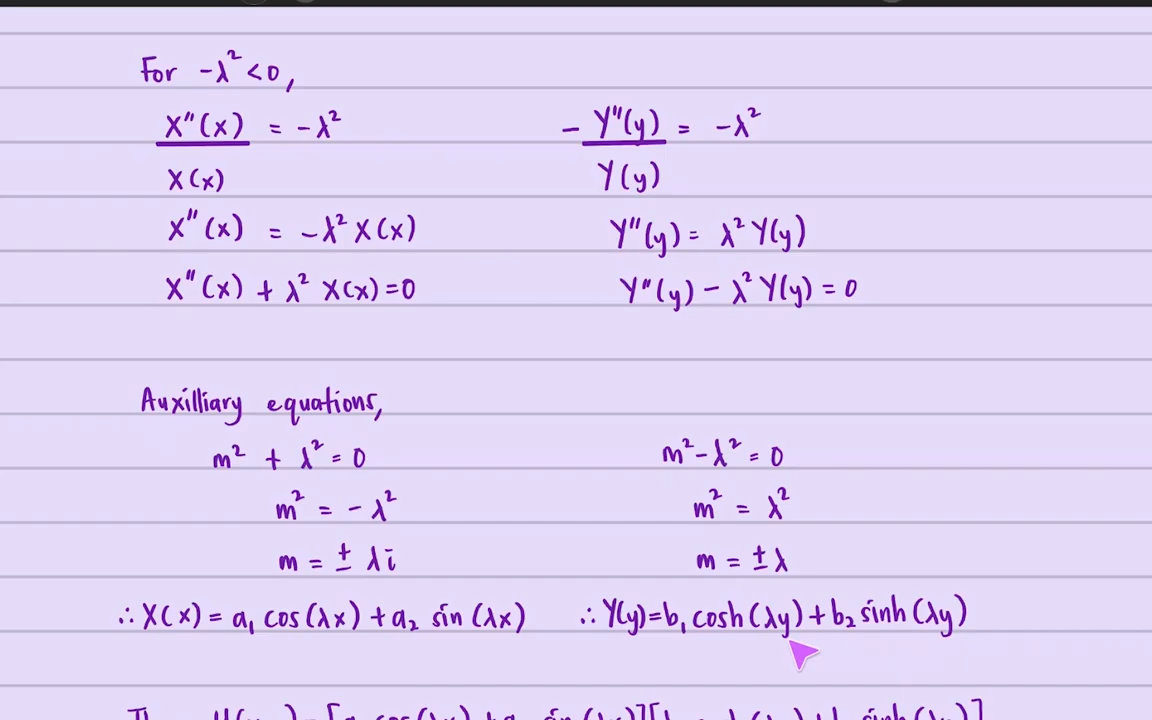 For -λ² < 0,
X''(x) = -λ²    - Y''(y) = -λ²
X(x)    Y(y)
X''(x) = -λ² X(x)    Y''(y) = λ² Y(y)
X''(x) + λ² X(x) = 0    Y''(y) - λ² Y(y) = 0
Auxilliary equations,
m² + λ² = 0    m² - λ² = 0
m² = -λ²    m² = λ²
m = ± λi    m = ± λ
∴ X(x) = a₁ cos(λx) + a₂ sin(λx)    ∴ Y(y) = b₁ cosh(λy) + b₂ sinh(λy)